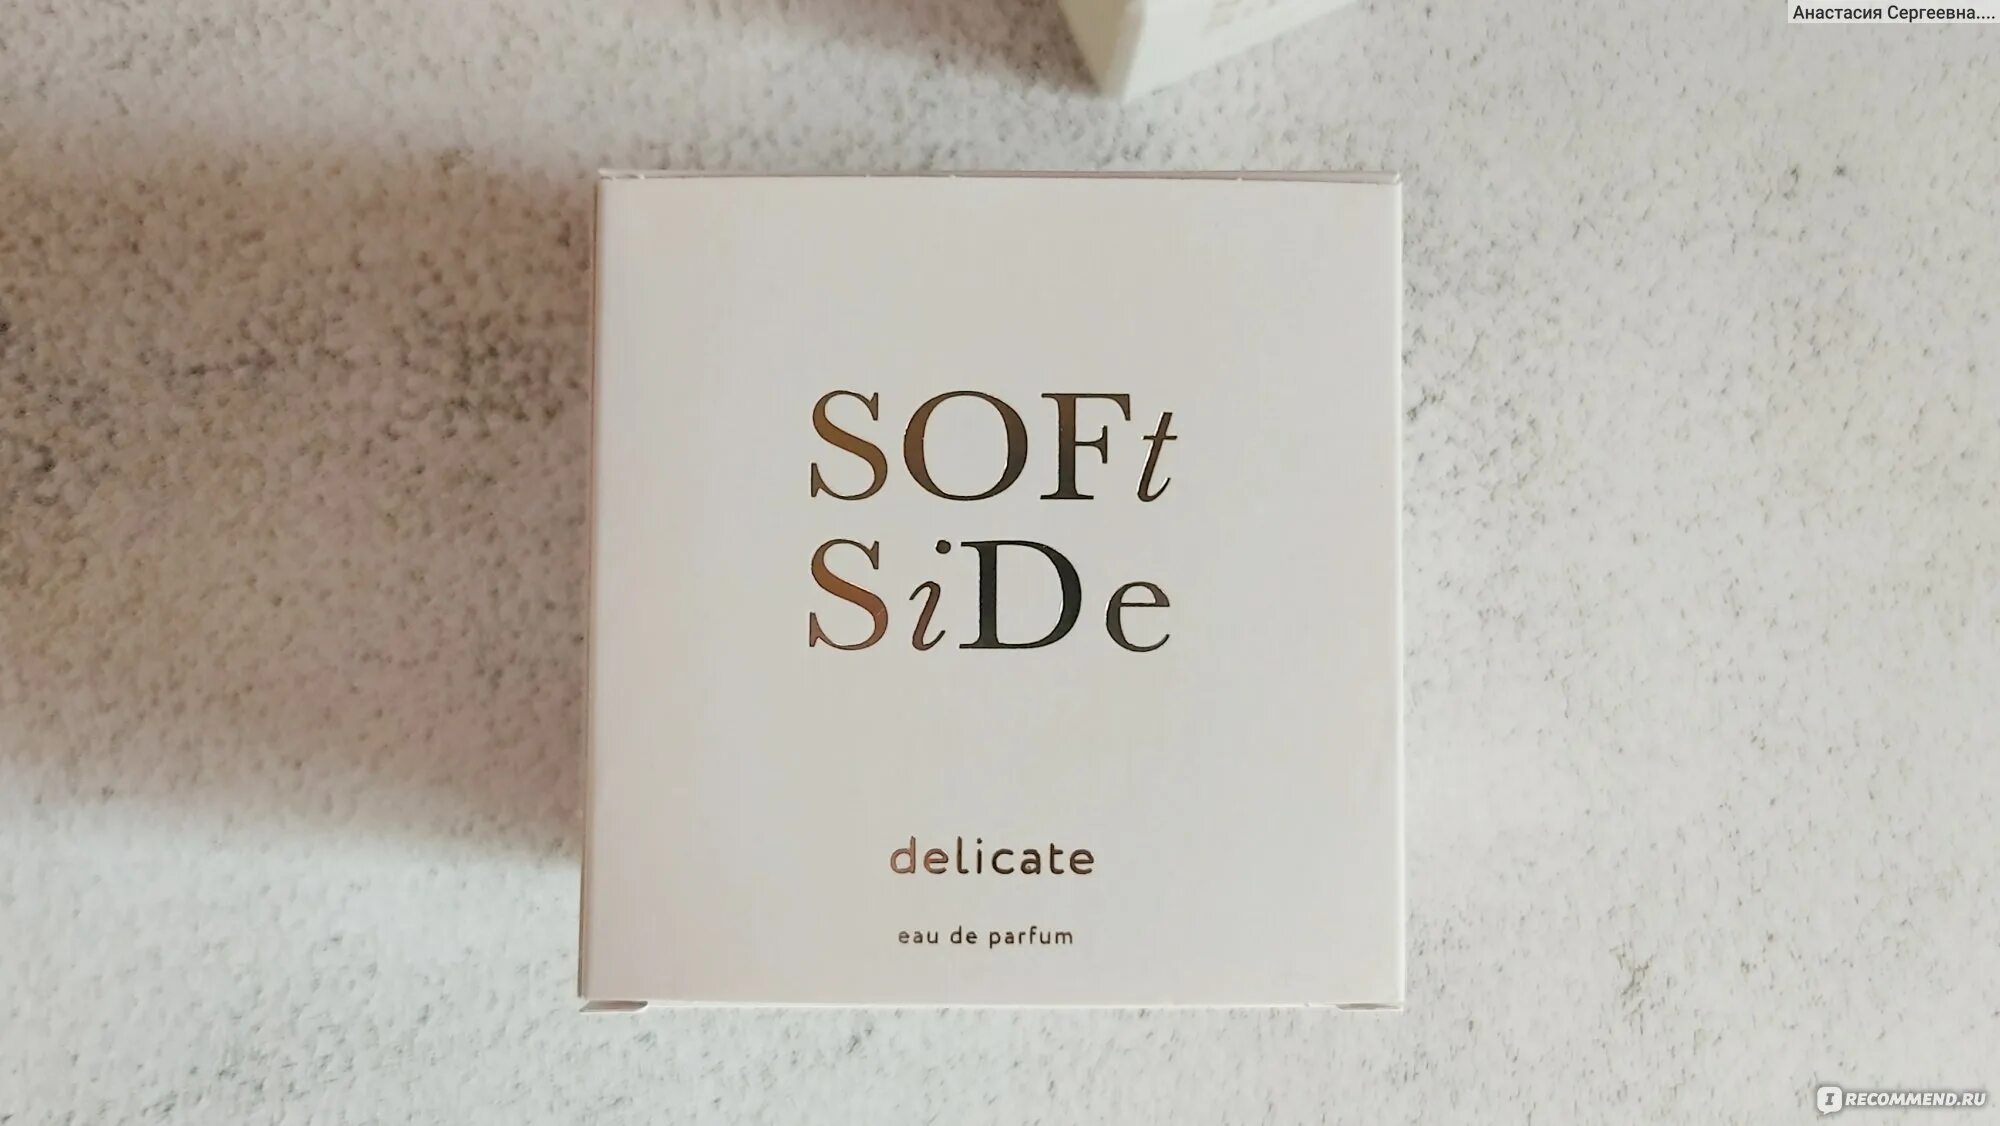 Анастасия Сергеевна....
SOFt
SiDe
delicate
eau de parfum
I RECOMMEND.RU